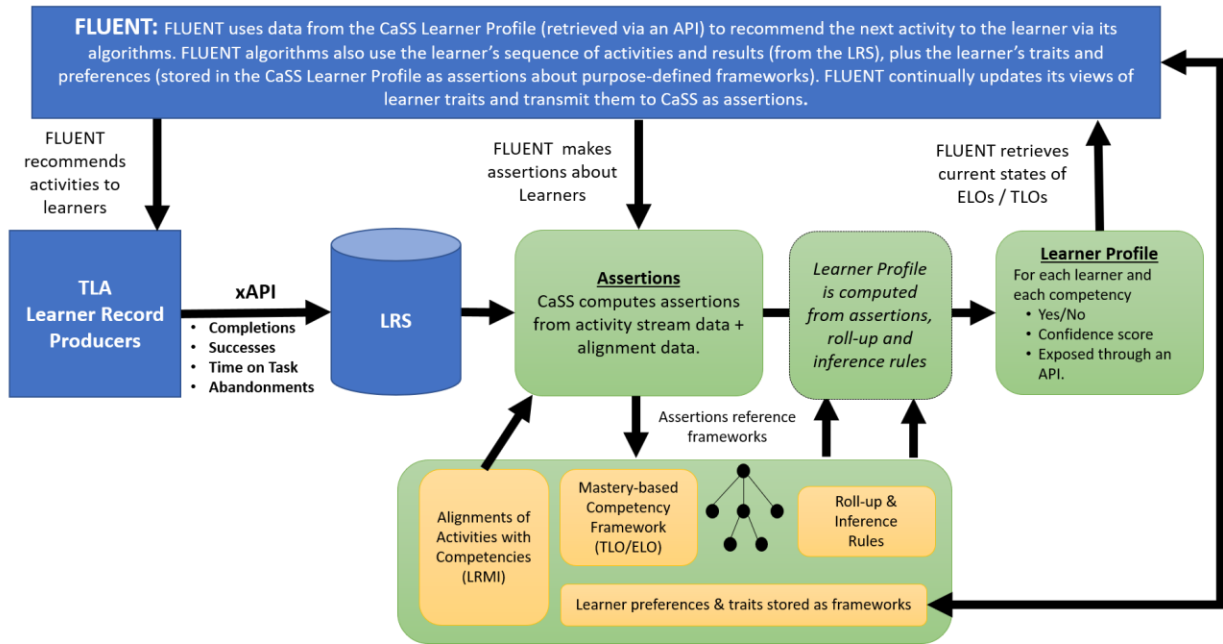 FLUENT: FLUENT uses data from the CaSS Learner Profile (retrieved via an API) to recommend the next activity to the learner via its
algorithms. FLUENT algorithms also use the learner's sequence of activities and results (from the LRS), plus the learner's traits and
preferences (stored in the CaSS Learner Profile as assertions about purpose-defined frameworks). FLUENT continually updates its views of
learner traits and transmit them to CaSS as assertions.
FLUENT
recommends
activities to
learners
FLUENT makes
assertions about
Learners
FLUENT retrieves
current states of
ELOs / TLOs
TLA
Learner Record
Producers
xAPI
• Completions
• Successes
• Time on Task
• Abandonments
LRS
Assertions
CaSS computes assertions
from activity stream data +
alignment data.
Learner Profile
is computed
from assertions,
roll-up and
inference rules
Learner Profile
For each learner and
each competency
• Yes/No
• Confidence score
• Exposed through an
API.
Assertions reference
frameworks
Alignments of
Activities with
Competencies
(LRMI)
Mastery-based
Competency
Framework
(TLO/ELO)
Roll-up &
Inference
Rules
Learner preferences & traits stored as frameworks